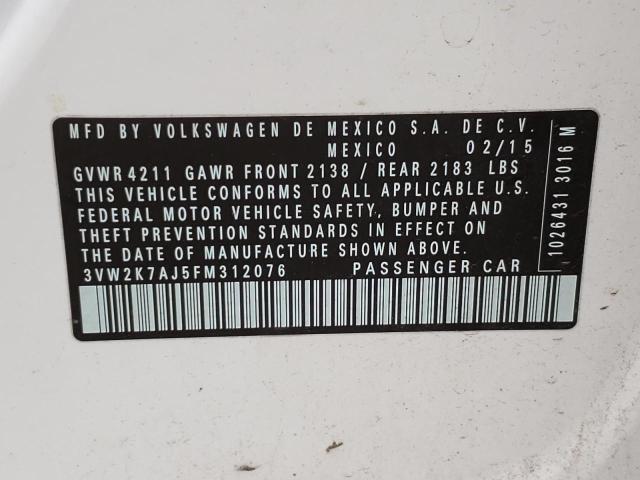 MFD BY VOLKSWAGEN DE MEXICO S.A. DE C.V.
MEXICO 02/15
GVWR 4211 GAWR FRONT 2138 / REAR 2183 LBS
THIS VEHICLE CONFORMS TO ALL APPLICABLE U.S.
FEDERAL MOTOR VEHICLE SAFETY, BUMPER AND
THEFT PREVENTION STANDARDS IN EFFECT ON
THE DATE OF MANUFACTURE SHOWN ABOVE.
3VW2K7AJ5FM312076 PASSENGER CAR
1026431 3016 M